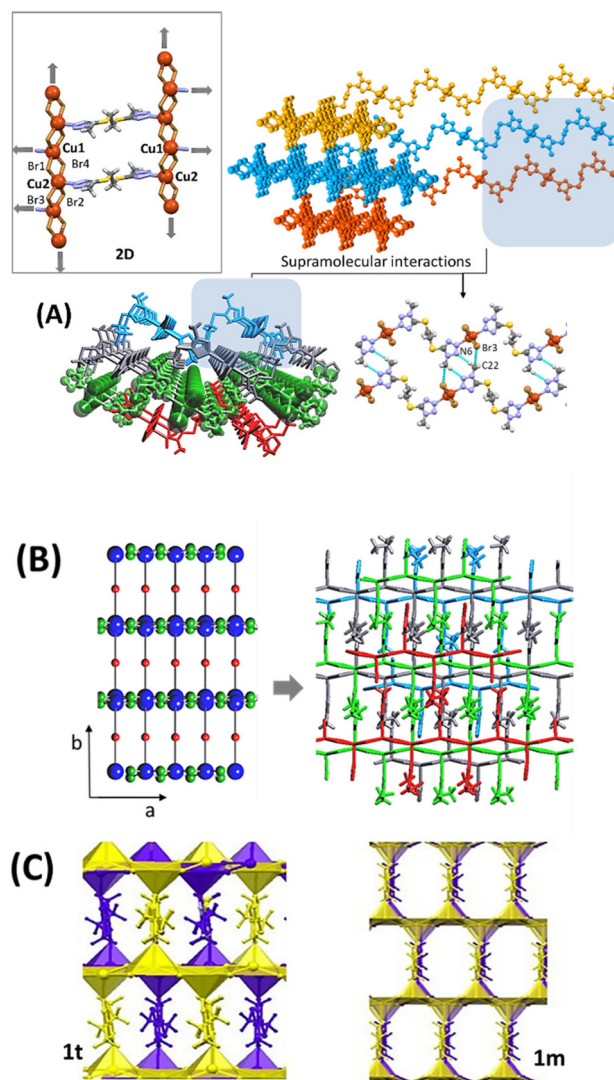 Cu1
Cu1
Br1
Br4
Cu2
Cu2
Br3
Br2
2D
Supramolecular interactions
(A)
N6
Br3
C22
(B)
b
a
(C)
1t
1m